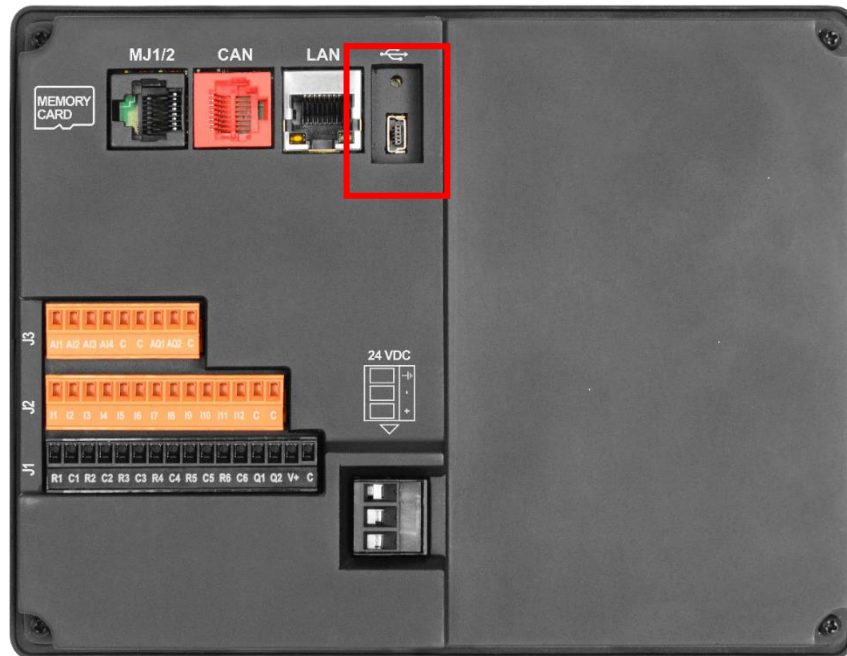 MJ1/2 CAN LAN
MEMORY
CARD
J3
AI1 AI2 AI3 AI4 C C AQ1 AQ2 C
24 VDC
- +
J2
I1 I2 I3 I4 I5 I6 I7 I8 I9 I10 I11 I12 C C
J1
R1 C1 R2 C2 R3 C3 R4 C4 R5 C5 R6 C6 Q1 Q2 V+ C